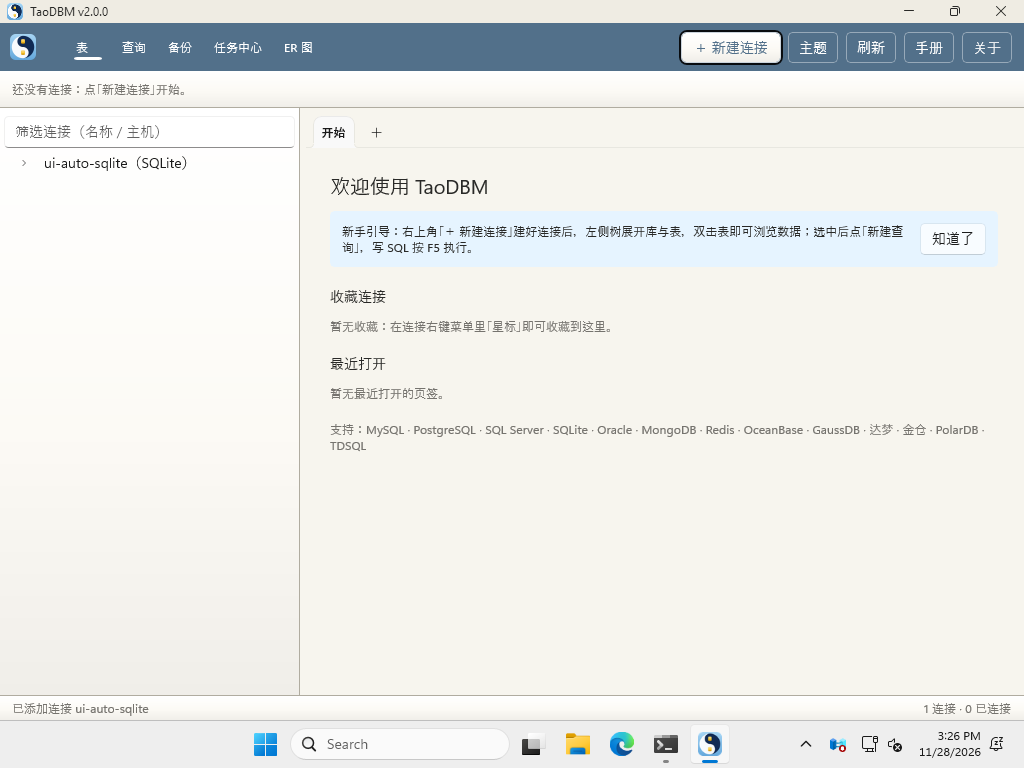 TaoDBM v2.0.0
表 查询 备份 任务中心 ER 图 ＋ 新建连接 主题 刷新 手册 关于
还没有连接：点「新建连接」开始。
筛选连接（名称 / 主机）
ui-auto-sqlite（SQLite）
开始 ＋
欢迎使用 TaoDBM
新手引导：右上角「＋ 新建连接」建好连接后，左侧树展开库与表，双击表即可浏览数据；选中后点「新建查
询」，写 SQL 按 F5 执行。
知道了
收藏连接
暂无收藏：在连接右键菜单里「星标」即可收藏到这里。
最近打开
暂无最近打开的页签。
支持：MySQL · PostgreSQL · SQL Server · SQLite · Oracle · MongoDB · Redis · OceanBase · GaussDB · 达梦 · 金仓 · PolarDB ·
TDSQL
已添加连接 ui-auto-sqlite
1 连接 · 0 已连接
Search
3:26 PM
11/28/2026